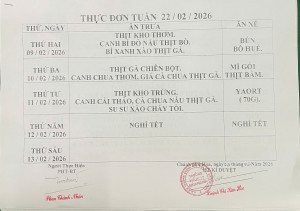 THỰC ĐƠN TUẦN 22/02/2026
THỨ, NGÀY ĂN TRƯA ĂN XẾ
THỨ HAI
09/02/2026
THỊT KHO THƠM.
CANH BÍ ĐỎ NẤU THỊT BÒ.
BÍ XANH XÀO THỊT GÀ.
BÚN
BÒ HUẾ.
THỨ BA
10/02/2026
THỊT GÀ CHIÊN BỘT.
CANH CHUA THƠM, GIÁ CÁ CHUA THỊT GÀ.
MÌ GÓI
THỊT BẰM.
THỨ TƯ
11/02/2026
THỊT KHO TRỨNG.
CANH CẢI THẢO, CÀ CHUA NẤU THỊT GÀ.
SU SU XÀO CHÁY TỎI.
YAORT
( 70G).
THỨ NĂM
12/02/2026
NGHỈ TẾT NGHỈ TẾT
THỨ SÁU
13/02/2026
Người Thực Hiện
PHT-BT
KÝ DUYỆT